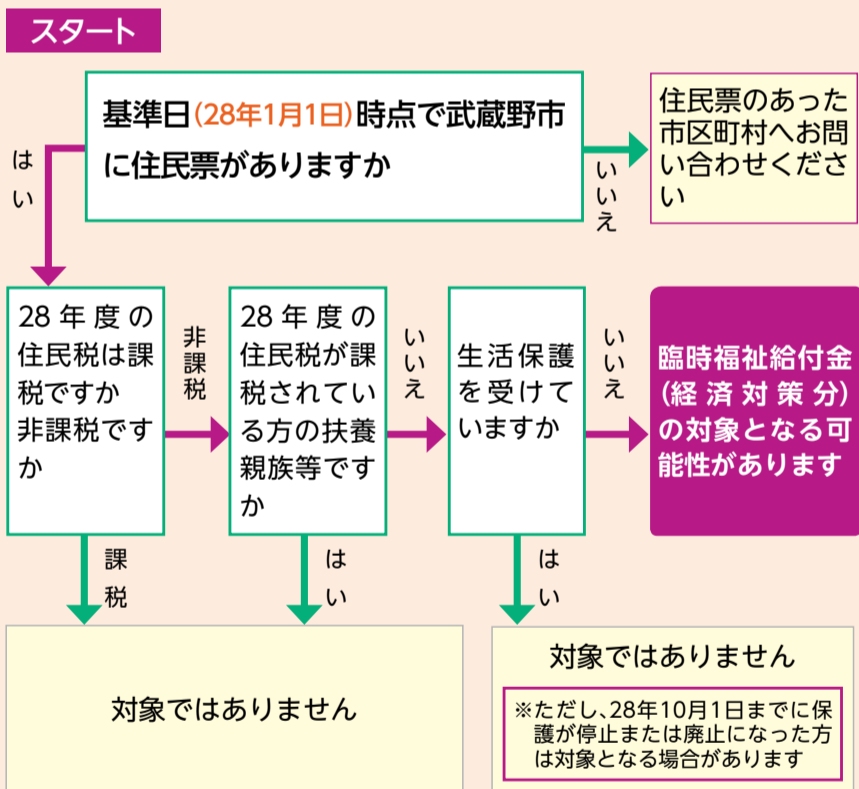 スタート
基準日(28年1月1日)時点で武蔵野市
に住民票がありますか
いいえ
住民票のあった
市区町村へお問
い合わせくださ
い
はい
28年度の
住民税は課
税ですか
非課税です
か
非課税
28年度の
住民税が課
税されてい
る方の扶養
親族等です
か
いいえ
生活保護
を受けて
いますか
いいえ
臨時福祉給付金
(経済対策分)
の対象となる可
能性があります
課税
はい
はい
対象ではありません
対象ではありません
※ただし、28年10月1日までに保
護が停止または廃止になった方
は対象となる場合があります